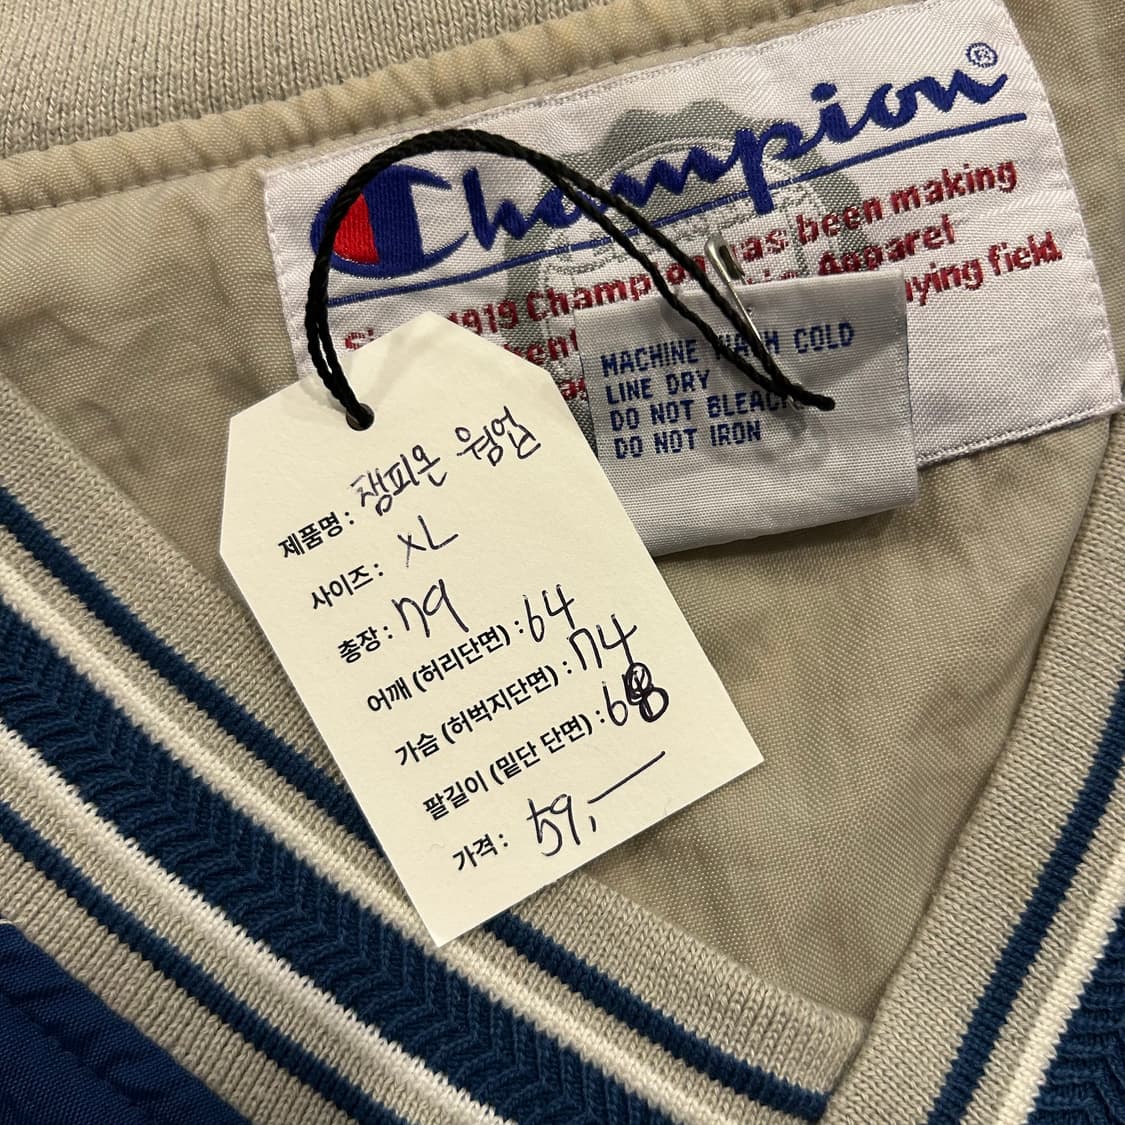 Champion®
1919 Champion has been making
Apparel
playing field.
MACHINE WASH COLD
LINE DRY
DO NOT BLEACH
DO NOT IRON
제품명 : 챔피온 웜업
사이즈 : XL
총장 : 79
어깨 (허리단면) : 64
가슴 (허벅지단면) : 74
팔길이 (밑단 단면) : 68
가격 : 59,—